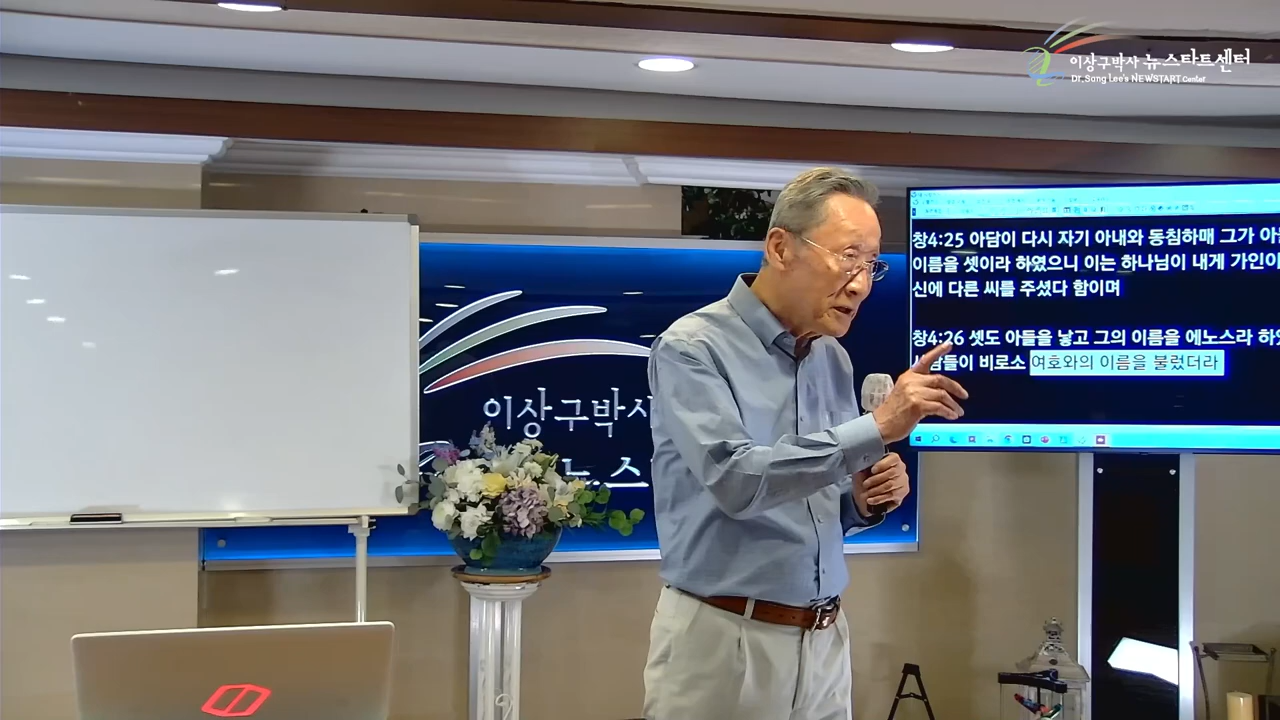 이상구박사 뉴스타트센터
Dr. Sang Lee's NEWSTART Center
창4:25 아담이 다시 자기 아내와 동침하매 그가
이름을 셋이라 하였으니 이는 하나님이 내게 가인이
신에 다른 씨를 주셨다 함이며
창4:26 셋도 아들을 낳고 그의 이름을 에노스라
사람들이 비로소 여호와의 이름을 불렀더라
이상구박사
뉴스